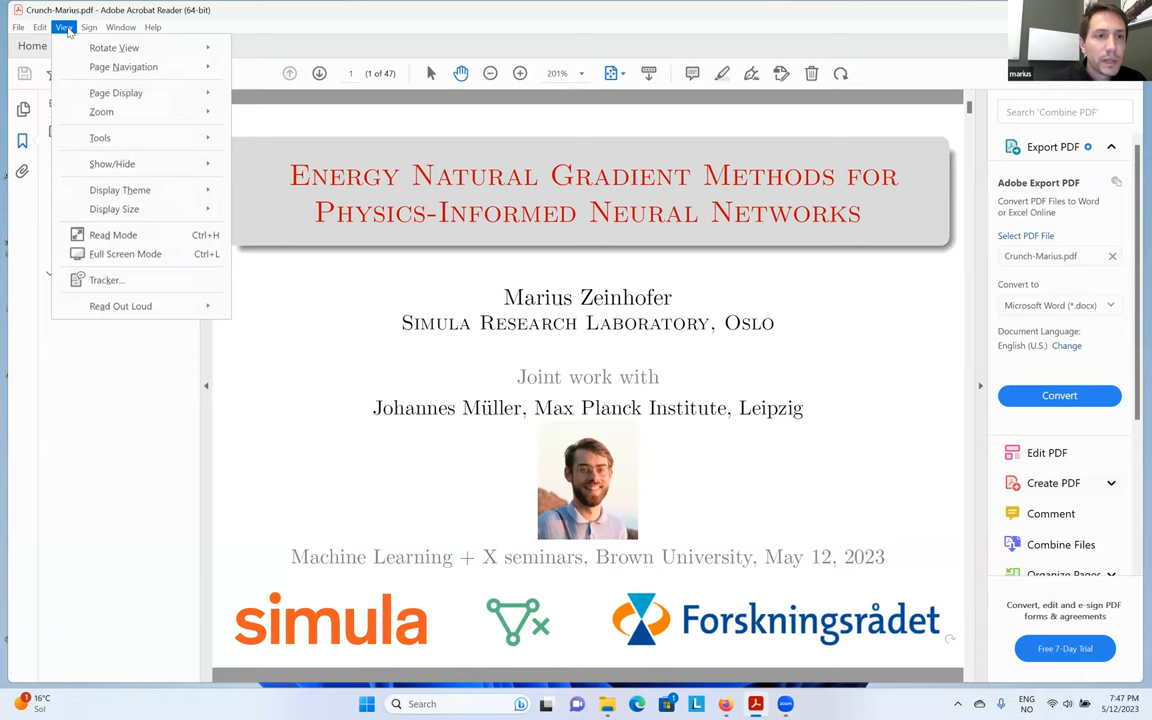 Crunch-Marius.pdf - Adobe Acrobat Reader (64-bit)
File Edit View Sign Window Help
Home
1 (1 of 47) 201%
Rotate View
Page Navigation
Page Display
Zoom
Tools
Show/Hide
Display Theme
Display Size
Read Mode Ctrl+H
Full Screen Mode Ctrl+L
Tracker...
Read Out Loud
Energy Natural Gradient Methods for
Physics-Informed Neural Networks
Marius Zeinhofer
Simula Research Laboratory, Oslo
Joint work with
Johannes Müller, Max Planck Institute, Leipzig
Machine Learning + X seminars, Brown University, May 12, 2023
simula
Forskningsrådet
marius
Search 'Combine PDF'
Export PDF
Adobe Export PDF
Convert PDF Files to Word
or Excel Online
Select PDF File
Crunch-Marius.pdf
Convert to
Microsoft Word (*.docx)
Document Language:
English (U.S.) Change
Convert
Edit PDF
Create PDF
Comment
Combine Files
Organize Pages
Convert, edit and e-sign PDF
forms & agreements
Free 7-Day Trial
16°C
Sol
Search
ENG
NO
7:47 PM
5/12/2023